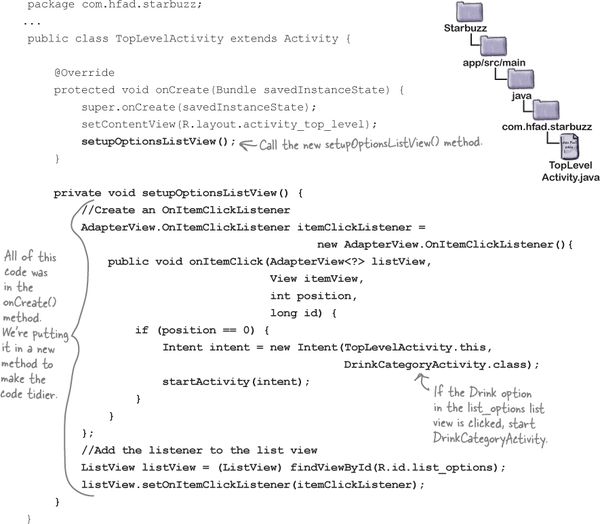 package com.hfad.starbuzz;
...
public class TopLevelActivity extends Activity {
@Override
protected void onCreate(Bundle savedInstanceState) {
super.onCreate(savedInstanceState);
setContentView(R.layout.activity_top_level);
setupOptionsListView();
Call the new setupOptionsListView() method.
}
private void setupOptionsListView() {
//Create an OnItemClickListener
AdapterView.OnItemClickListener itemClickListener =
new AdapterView.OnItemClickListener(){
public void onItemClick(AdapterView<?> listView,
View itemView,
int position,
long id) {
if (position == 0) {
Intent intent = new Intent(TopLevelActivity.this,
DrinkCategoryActivity.class);
startActivity(intent);
}
}
};
//Add the listener to the list view
ListView listView = (ListView) findViewById(R.id.list_options);
listView.setOnItemClickListener(itemClickListener);
}
}
All of this
code was
in the
onCreate()
method.
We're putting
it in a new
method to
make the
code tidier.
If the Drink option
in the list_options list
view is clicked, start
DrinkCategoryActivity.
Starbuzz
app/src/main
java
com.hfad.starbuzz
TopLevel
Activity.java